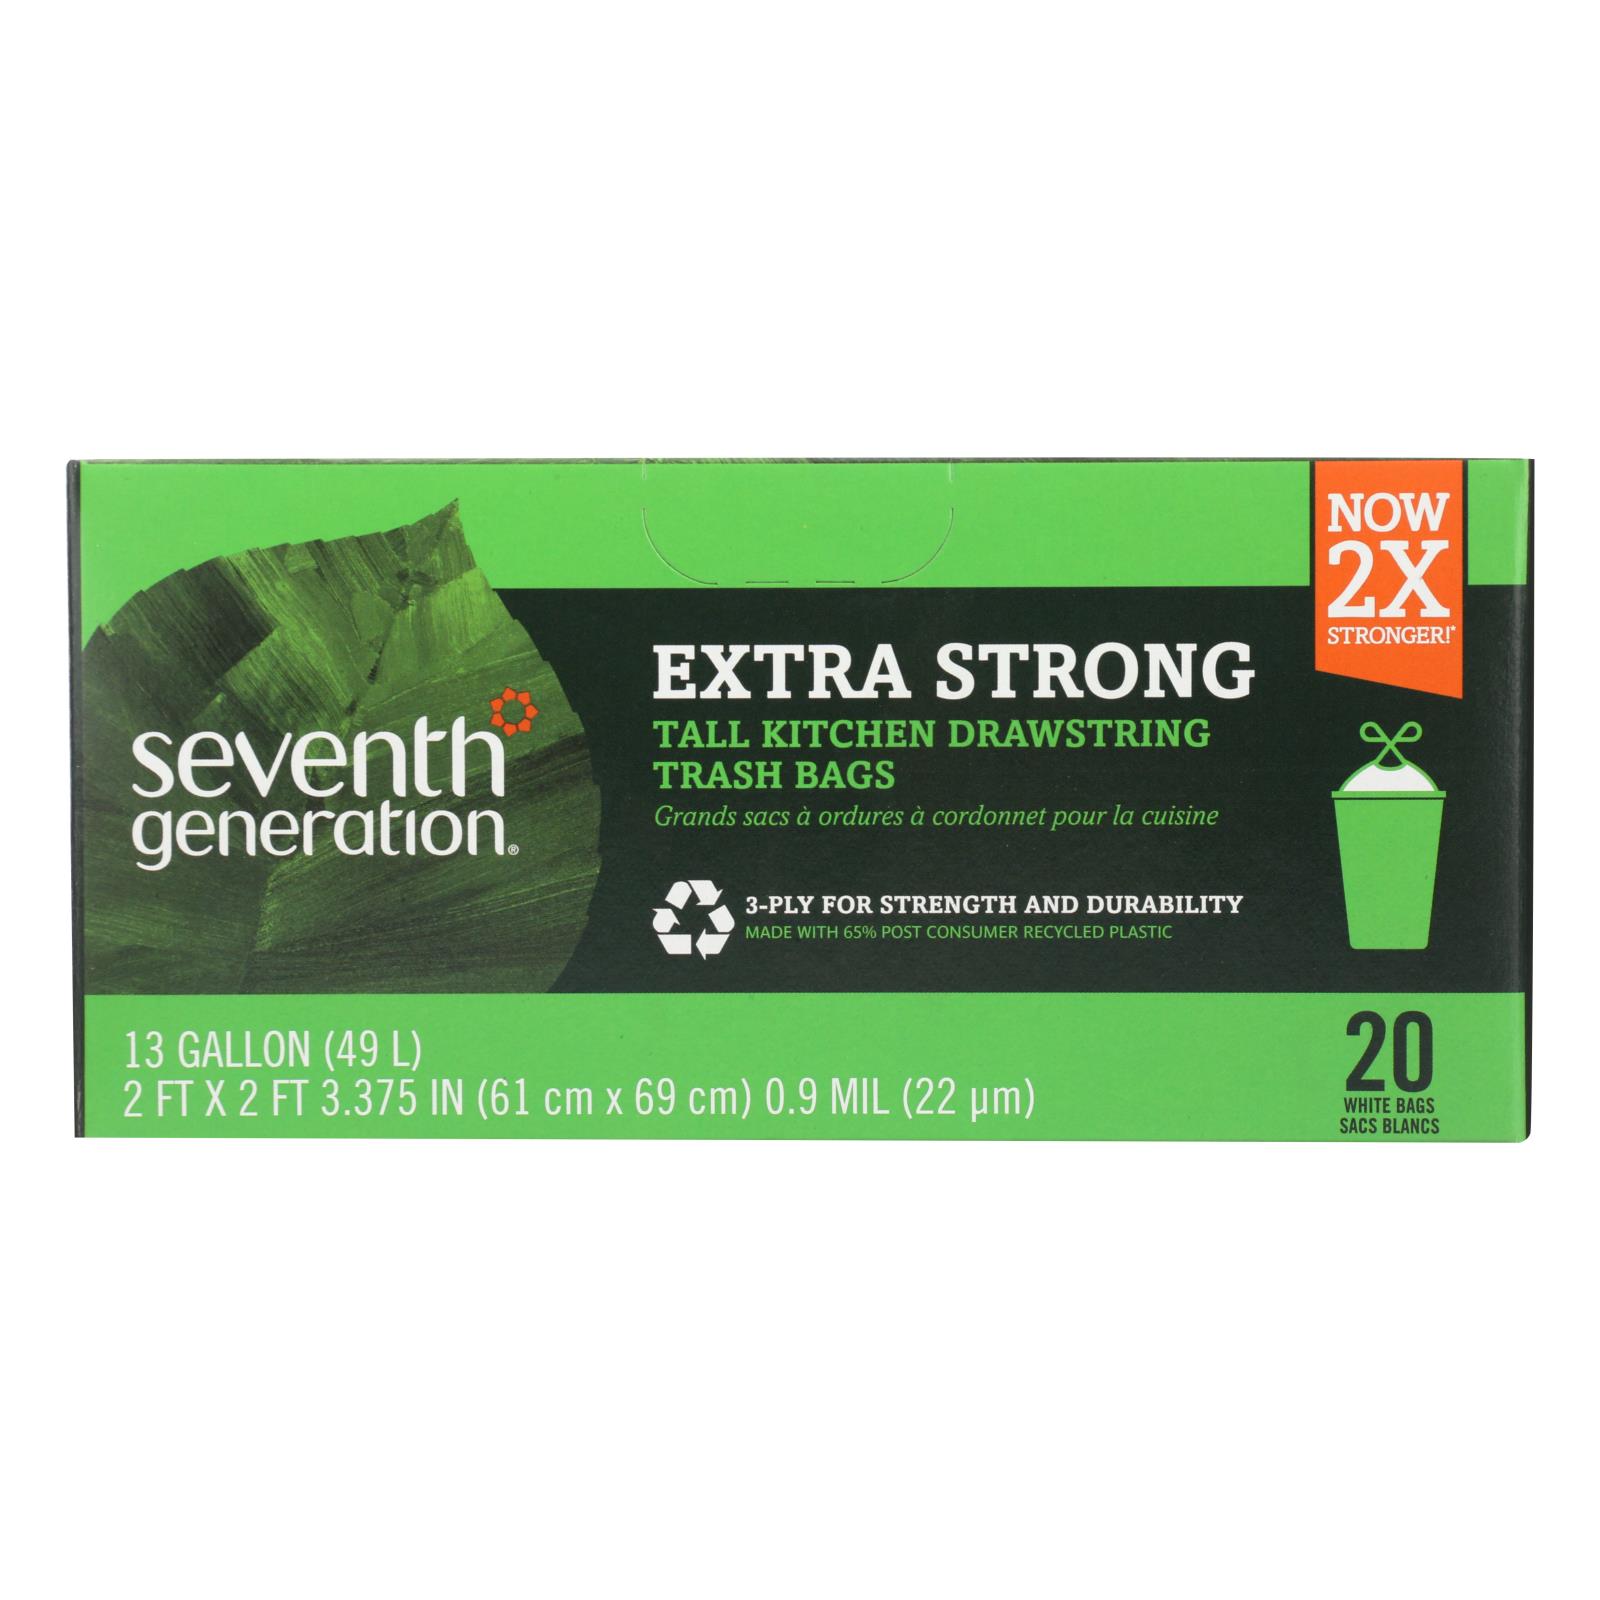 seventh
generation®
EXTRA STRONG
TALL KITCHEN DRAWSTRING
TRASH BAGS
Grands sacs à ordures à cordonnet pour la cuisine
3-PLY FOR STRENGTH AND DURABILITY
MADE WITH 65% POST CONSUMER RECYCLED PLASTIC
NOW
2X
STRONGER!*
13 GALLON (49 L)
2 FT X 2 FT 3.375 IN (61 cm x 69 cm) 0.9 MIL (22 µm)
20
WHITE BAGS
SACS BLANCS